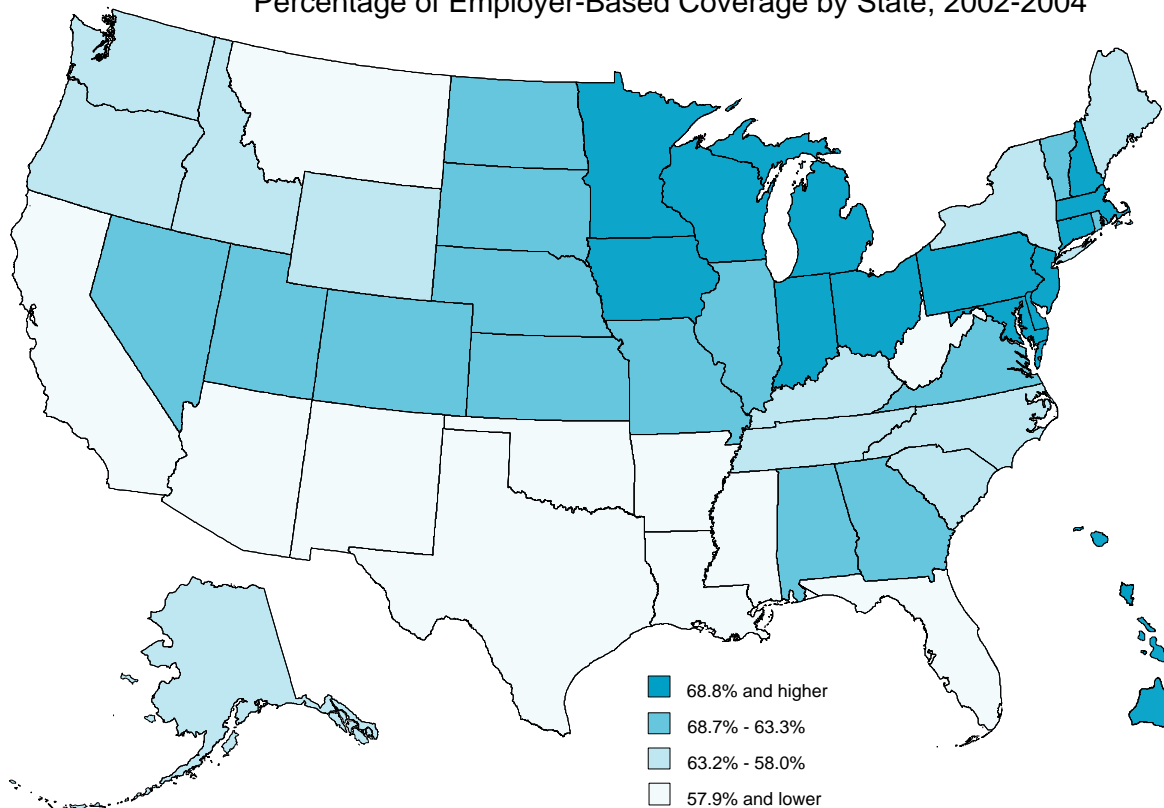 Percentage of Employer-Based Coverage by State, 2002-2004
68.8% and higher
68.7% - 63.3%
63.2% - 58.0%
57.9% and lower